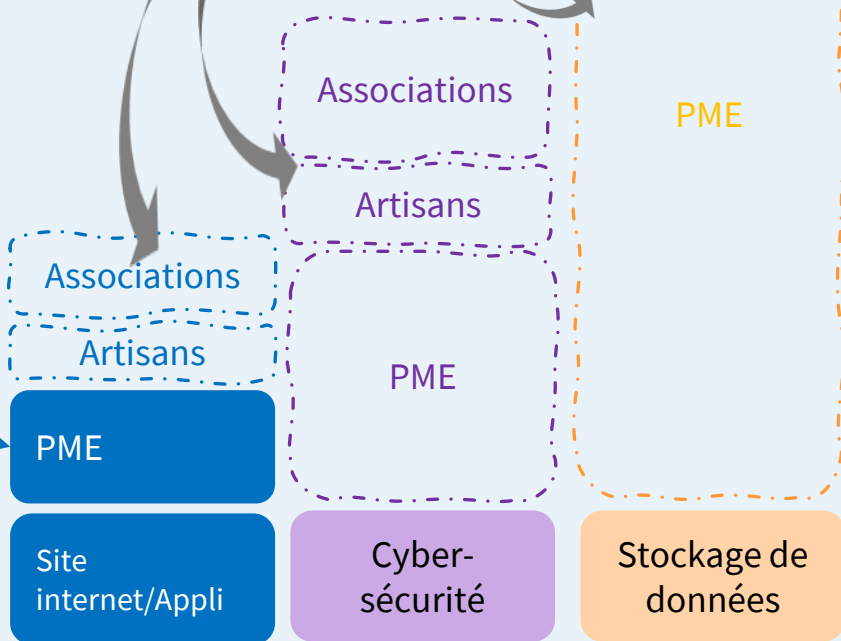 Associations
PME
Artisans
Associations
Artisans
PME
PME
Site
internet/Appli
Cyber-
sécurité
Stockage de
données